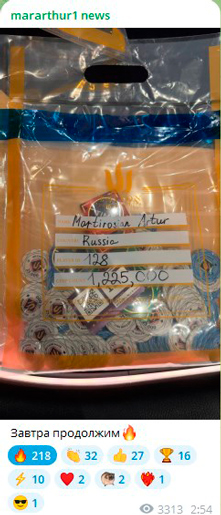 mararthur1 news
Martirosian Artur
Russia
128
1,225,000
Завтра продолжим🔥
🔥 218 👏 32 👍 27 🏆 16
⚡ 10 ❤ 2 2 ❤‍🔥 1
😎 1
3313 2:54